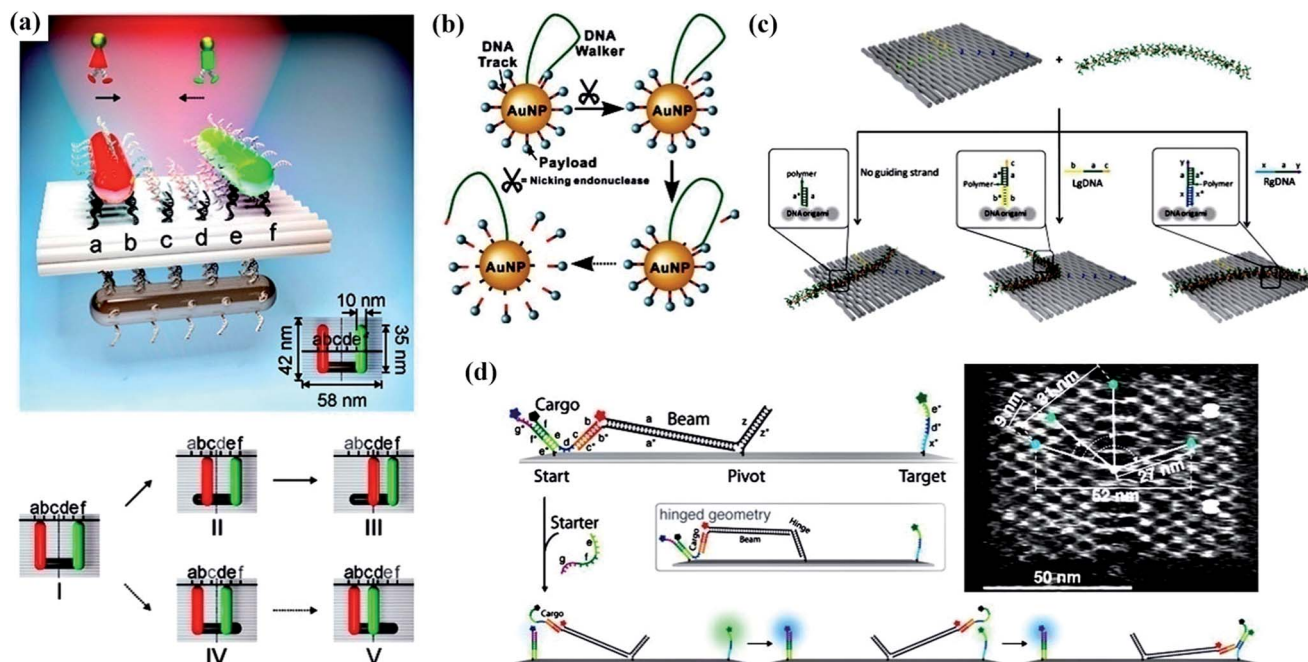 (a)
a b c d e f
10 nm
42 nm
abcdef
35 nm
58 nm
abcdef
I
abcdef
II
abcdef
III
abcdef
IV
abcdef
V
(b)
DNA
Track
DNA
Walker
AuNP
AuNP
Payload
= Nicking endonuclease
AuNP
AuNP
(c)
+
polymer
a* a
DNA origami
No guiding strand
c
a* a
Polymer
b* b
DNA origami
b a c
LgDNA
y
a* a
Polymer
x x*
DNA origami
x a y
RgDNA
(d)
Cargo
g* f f* e e* d c c* b b*
a
a*
Beam
z z*
e* d* x*
Start
Pivot
Target
Starter
e
f
g
hinged geometry
Cargo
Beam
Hinge
Cargo
9 nm
31 nm
27 nm
52 nm
50 nm